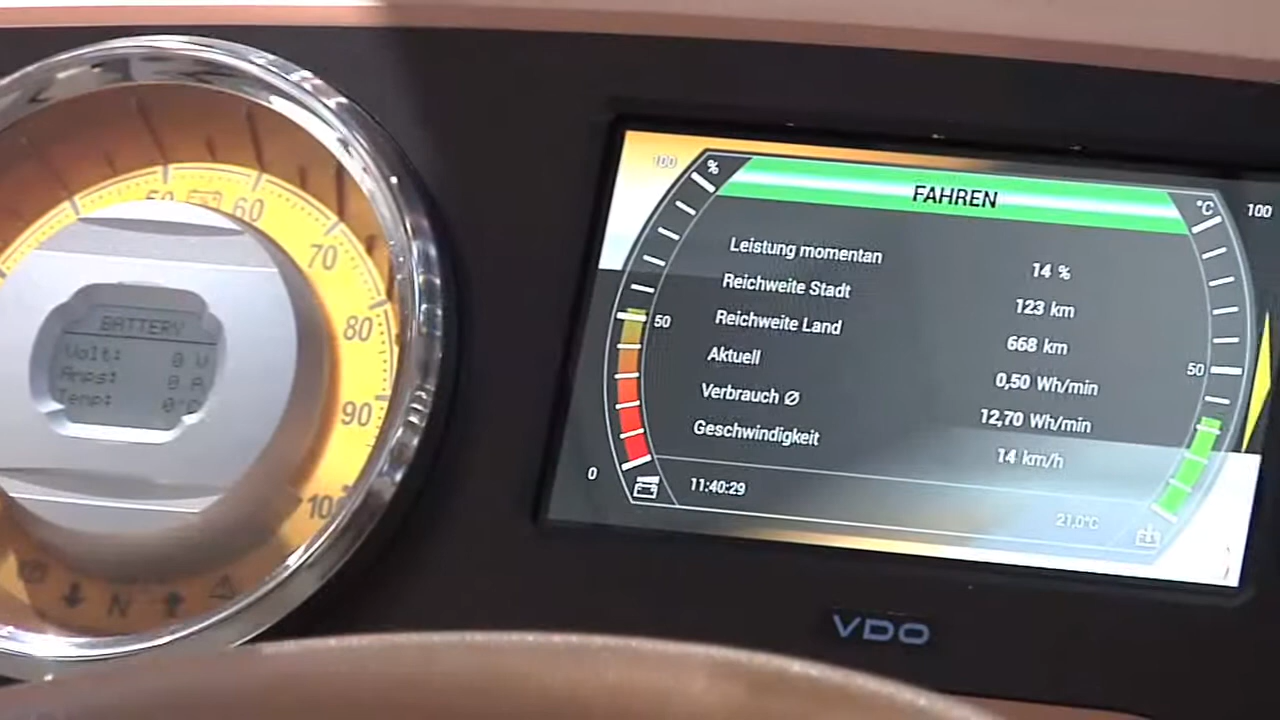 50 60
70
80
90
100
BATTERY
Volt: 0 V
Amps: 0 A
Temp: 0°C
N
100 % FAHREN °C 100
Leistung momentan 14 %
Reichweite Stadt 123 km
Reichweite Land 668 km
Aktuell 0,50 Wh/min
Verbrauch Ø 12,70 Wh/min
Geschwindigkeit 14 km/h
50 50
0 11:40:29 21,0°C
VDO